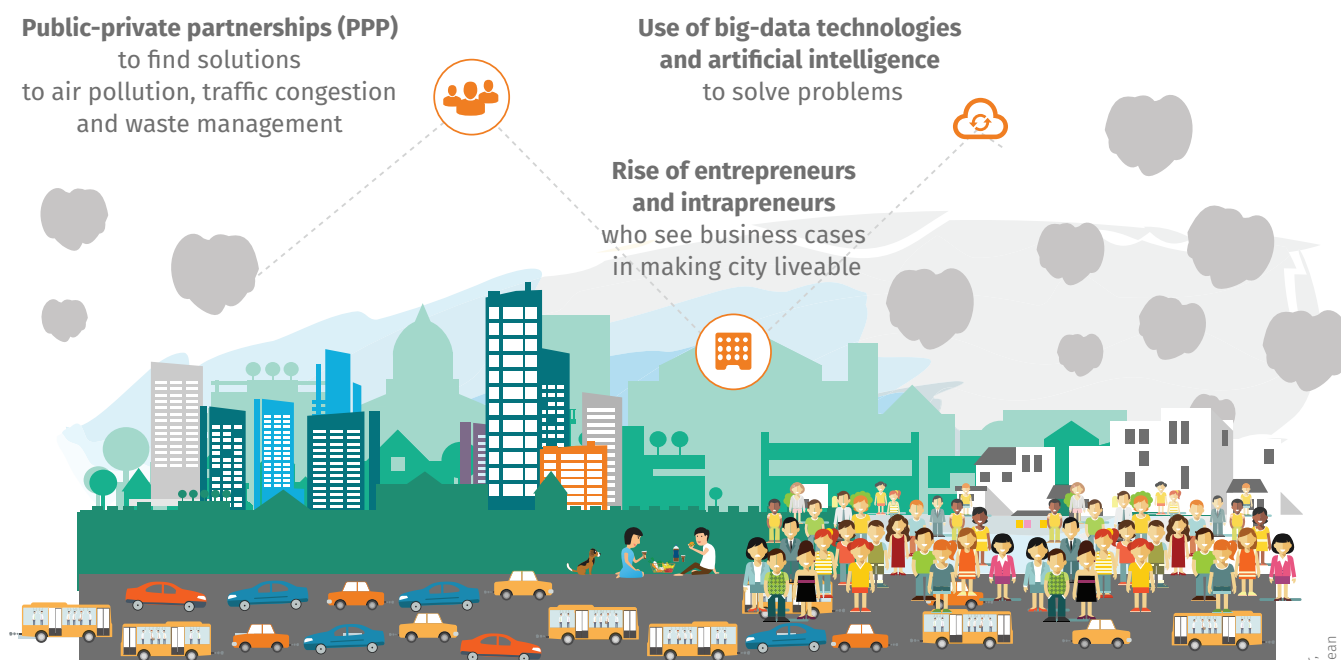 Public-private partnerships (PPP)
to find solutions
to air pollution, traffic congestion
and waste management
Use of big-data technologies
and artificial intelligence
to solve problems
Rise of entrepreneurs
and intrapreneurs
who see business cases
in making city liveable